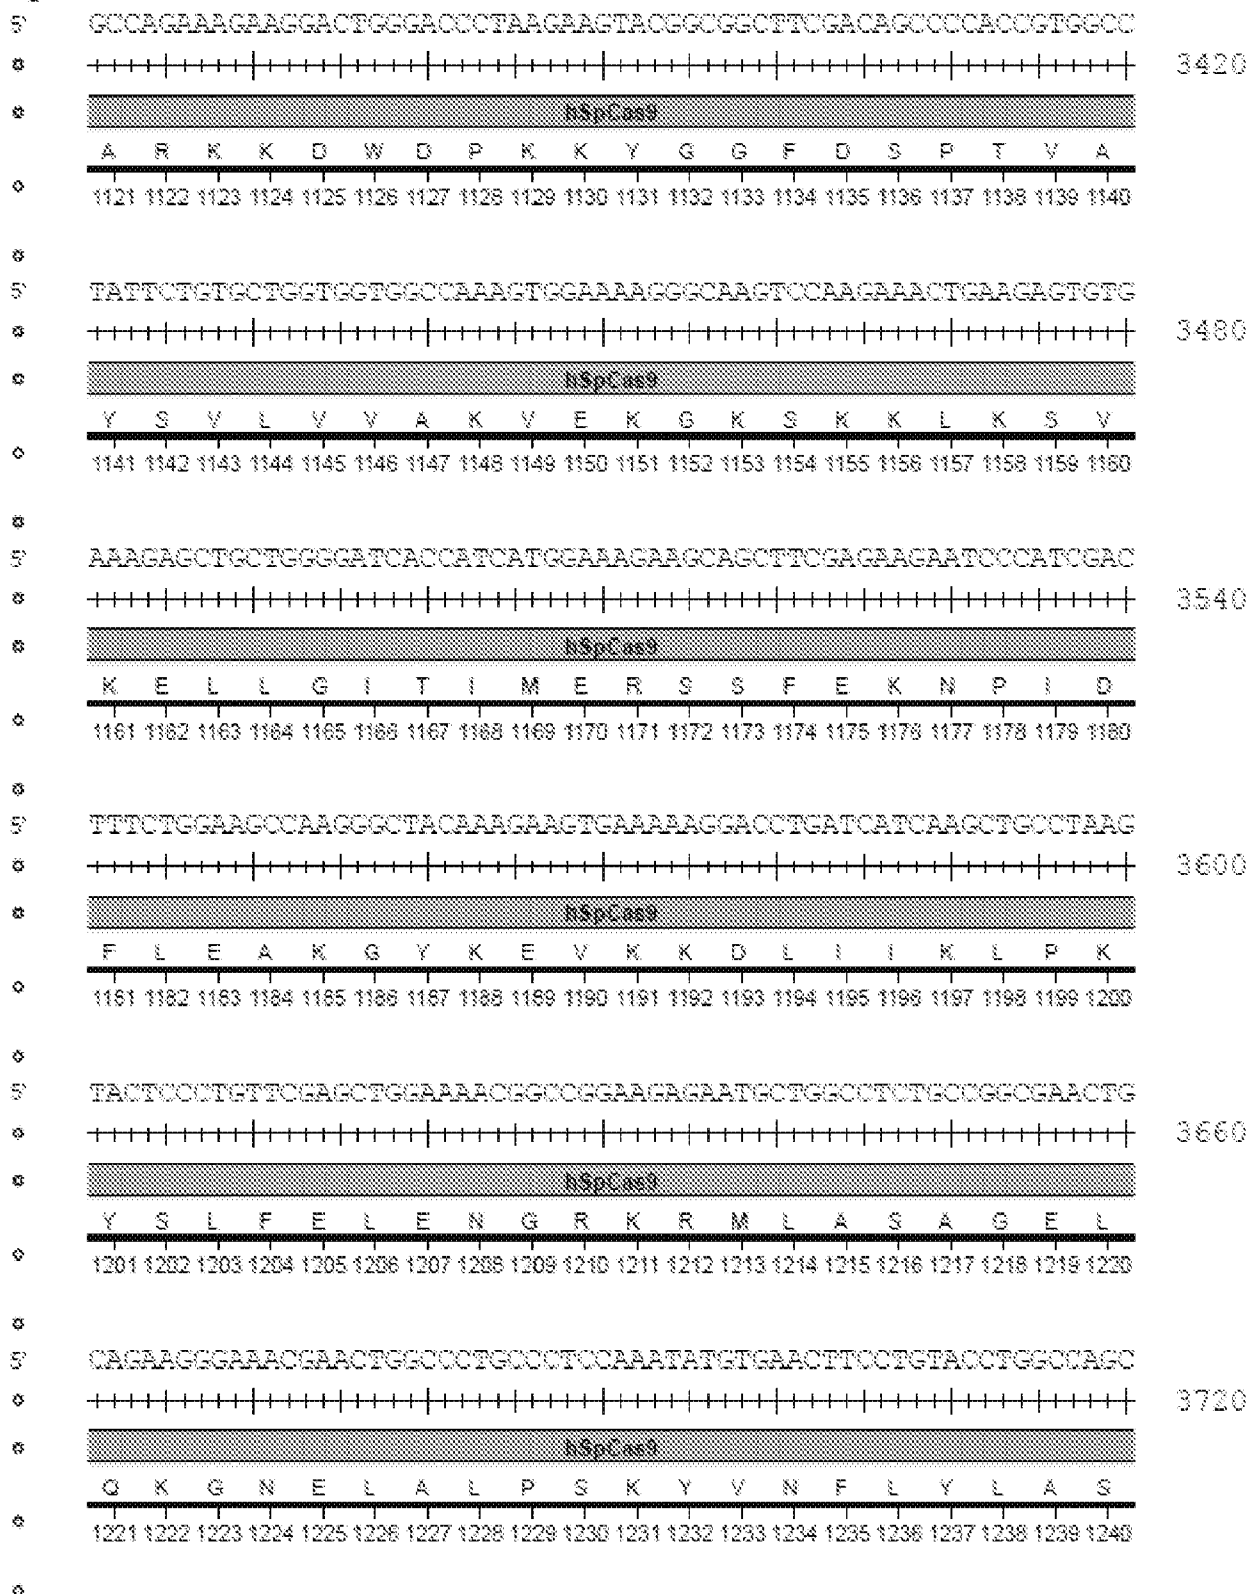 5' GCCAGAAAGAAGGACTGGGACCCTAAGAAGTACGGCGGCTTCGACAGCCCCACCGTGGCC
3420
hSpCas9
A R K K D W D P K K Y G G F D S P T V A
1121 1122 1123 1124 1125 1126 1127 1128 1129 1130 1131 1132 1133 1134 1135 1136 1137 1138 1139 1140
5' TATTCTGTGCTGGTGGTGGCCAAAGTGGAAAAGGGCAAGTCCAAGAAACTGAAGAGTGTG
3480
hSpCas9
Y S V L V V A K V E K G K S K K L K S V
1141 1142 1143 1144 1145 1146 1147 1148 1149 1150 1151 1152 1153 1154 1155 1156 1157 1158 1159 1160
5' AAAGAGCTGCTGGGGATCACCATCATGGAAAGAAGCAGCTTCGAGAAGAATCCCATCGAC
3540
hSpCas9
K E L L G I T I M E R S S F E K N P I D
1161 1162 1163 1164 1165 1166 1167 1168 1169 1170 1171 1172 1173 1174 1175 1176 1177 1178 1179 1180
5' TTTCTGGAAGCCAAGGGCTACAAAGAAGTGAAAAAGGACCTGATCATCAAGCTGCCTAAG
3600
hSpCas9
F L E A K G Y K E V K K D L I I K L P K
1181 1182 1183 1184 1185 1186 1187 1188 1189 1190 1191 1192 1193 1194 1195 1196 1197 1198 1199 1200
5' TACTCCCTGTTCGAGCTGGAAAACGGCCGGAAGAGAATGCTGGCCTCTGCCGGCGAACTG
3660
hSpCas9
Y S L F E L E N G R K R M L A S A G E L
1201 1202 1203 1204 1205 1206 1207 1208 1209 1210 1211 1212 1213 1214 1215 1216 1217 1218 1219 1220
5' CAGAAGGGAAACGAACTGGCCCTGCCCTCCAAATATGTGAACTTCCTGTACCTGGCCAGC
3720
hSpCas9
Q K G N E L A L P S K Y V N F L Y L A S
1221 1222 1223 1224 1225 1226 1227 1228 1229 1230 1231 1232 1233 1234 1235 1236 1237 1238 1239 1240